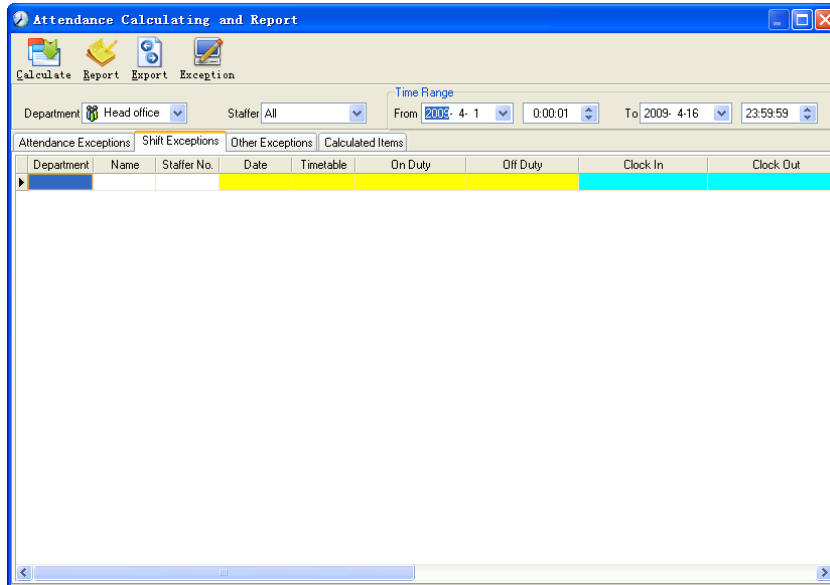 Attendance Calculating and Report
Calculate Report Export Exception
Time Range
Department Head office Staffer All From 2009- 4- 1 0:00:01 To 2009- 4-16 23:59:59
Attendance Exceptions Shift Exceptions Other Exceptions Calculated Items
Department Name Staffer No. Date Timetable On Duty Off Duty Clock In Clock Out